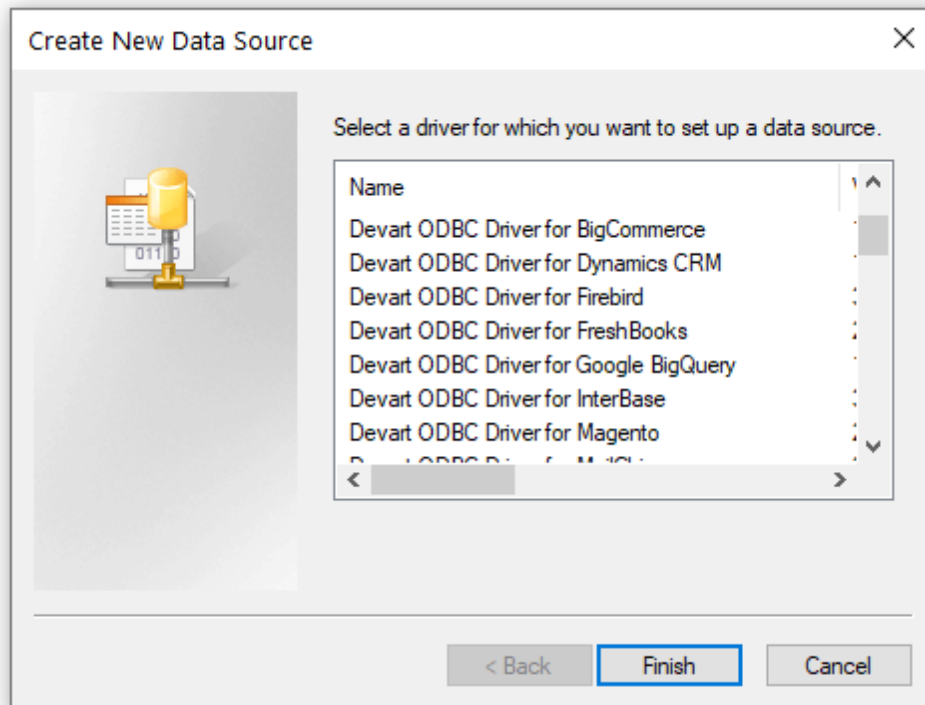 Create New Data Source
Select a driver for which you want to set up a data source.
Name
Devart ODBC Driver for BigCommerce
Devart ODBC Driver for Dynamics CRM
Devart ODBC Driver for Firebird
Devart ODBC Driver for FreshBooks
Devart ODBC Driver for Google BigQuery
Devart ODBC Driver for InterBase
Devart ODBC Driver for Magento
< Back
Finish
Cancel